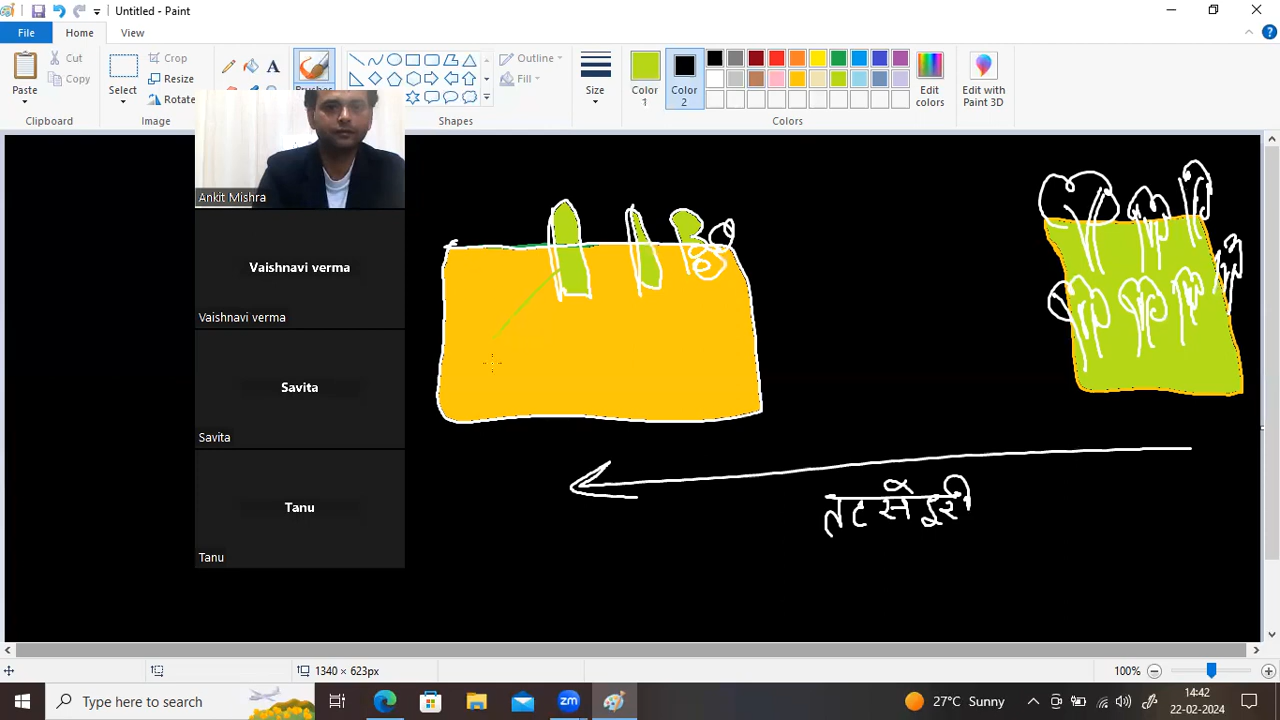 Untitled - Paint
File
Home
View
Paste
Cut
Copy
Clipboard
Select
Crop
Resize
Rotate
Image
Brushes
Shapes
Outline
Fill
Size
Color 1
Color 2
Edit colors
Colors
Edit with Paint 3D
Ankit Mishra
Vaishnavi verma
Vaishnavi verma
Savita
Savita
Tanu
Tanu
तट से दूरी
1340 × 623px
100%
Type here to search
zm
27°C Sunny
14:42
22-02-2024